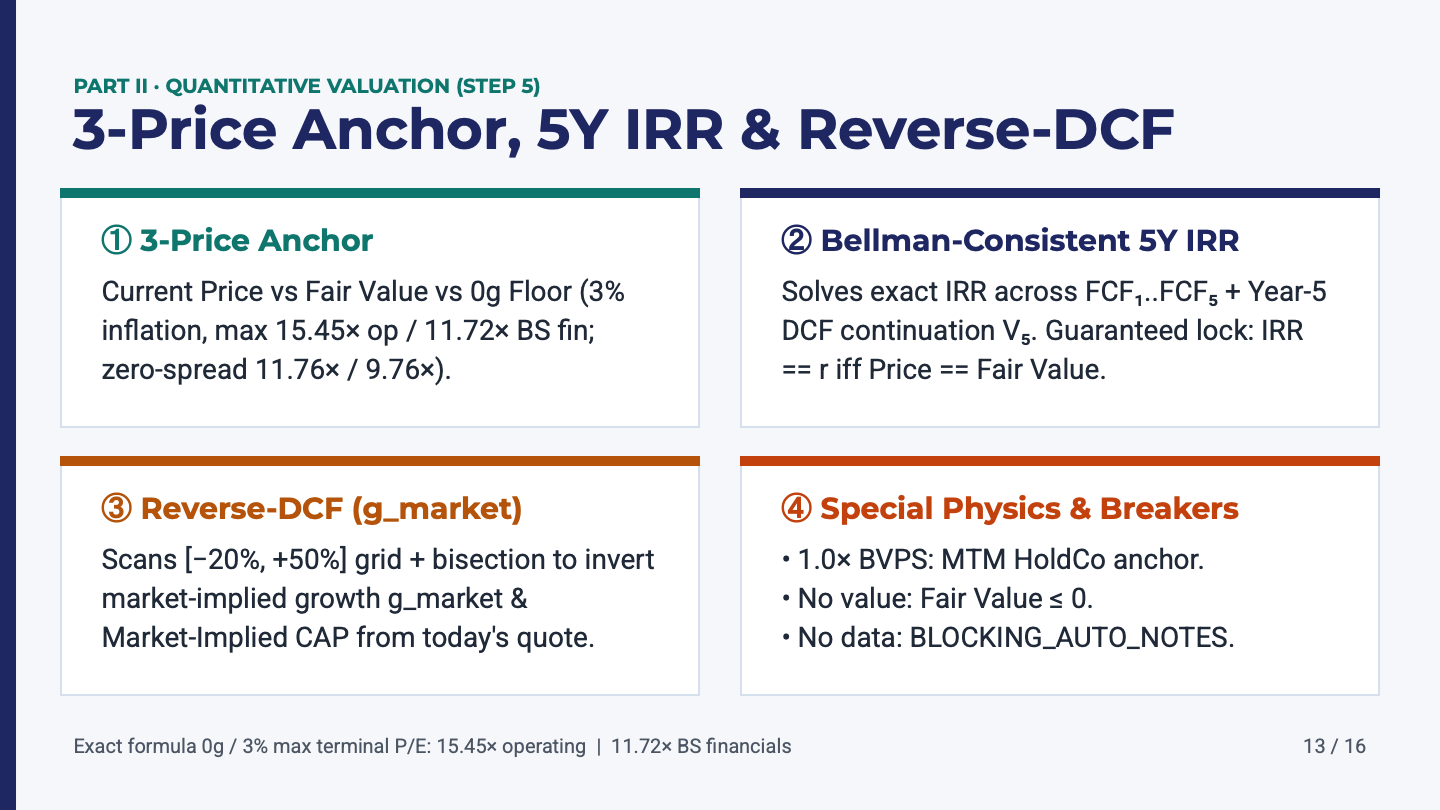 PART II · QUANTITATIVE VALUATION (STEP 5)
3-Price Anchor, 5Y IRR & Reverse-DCF
① 3-Price Anchor
Current Price vs Fair Value vs 0g Floor (3%
inflation, max 15.45× op / 11.72× BS fin;
zero-spread 11.76× / 9.76×).
② Bellman-Consistent 5Y IRR
Solves exact IRR across FCF₁..FCF₅ + Year-5
DCF continuation V₅. Guaranteed lock: IRR
== r iff Price == Fair Value.
③ Reverse-DCF (g_market)
Scans [−20%, +50%] grid + bisection to invert
market-implied growth g_market &
Market-Implied CAP from today's quote.
④ Special Physics & Breakers
• 1.0× BVPS: MTM HoldCo anchor.
• No value: Fair Value ≤ 0.
• No data: BLOCKING_AUTO_NOTES.
Exact formula 0g / 3% max terminal P/E: 15.45× operating | 11.72× BS financials
13 / 16